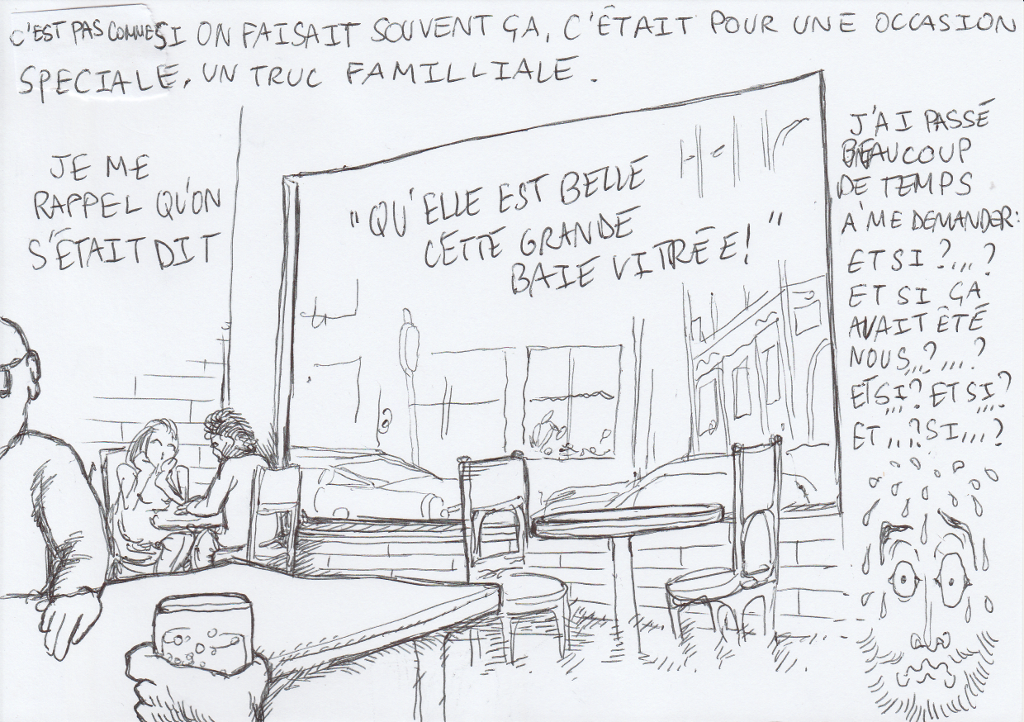 C'EST PAS COMME SI ON FAISAIT SOUVENT ÇA, C'ÊTAIT POUR UNE OCCASION
SPECIALE, UN TRUC FAMILLIALE.
JE ME
RAPPEL QU'ON
S'ÉTAIT DIT
"QU'ELLE EST BELLE
CETTE GRANDE
BAIE VITRÉE!"
J'AI PASSÉ
BEAUCOUP
DE TEMPS
A' ME DEMANDER:
ET SI ?,,,, ?
ET SI ÇA
AVAIT ÊTÉ
NOUS,,,?,,,,?
ET SI,,? ET SI,,,?
ET,,,? SI,,,,?